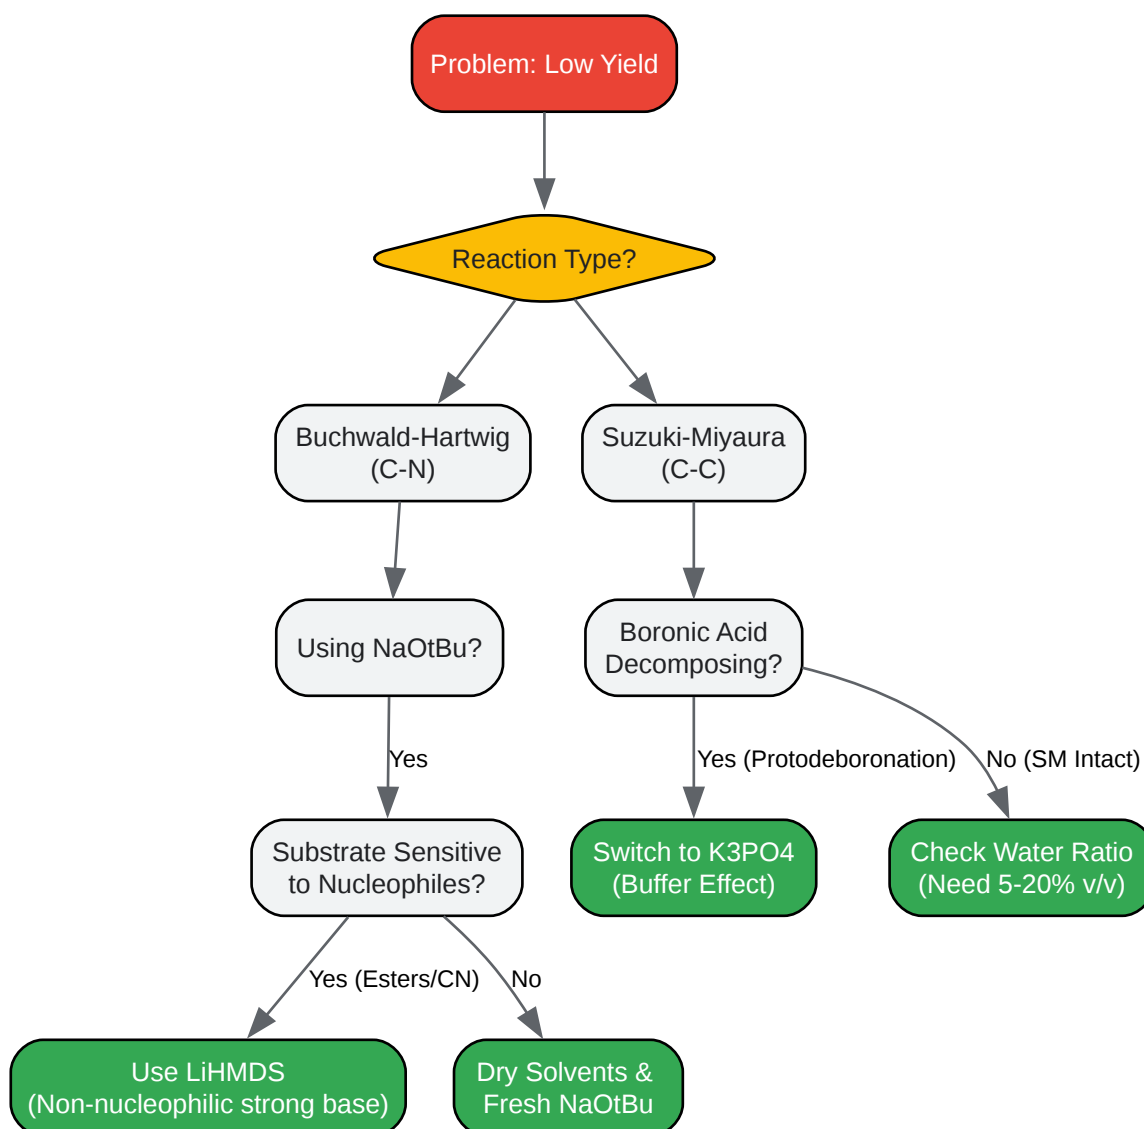 Problem: Low Yield
Reaction Type?
Buchwald-Hartwig
(C-N)
Suzuki-Miyaura
(C-C)
Using NaOtBu?
Boronic Acid
Decomposing?
Yes
Yes (Protodeboronation)
No (SM Intact)
Substrate Sensitive
to Nucleophiles?
Switch to K3PO4
(Buffer Effect)
Check Water Ratio
(Need 5-20% v/v)
Yes (Esters/CN)
No
Use LiHMDS
(Non-nucleophilic strong base)
Dry Solvents &
Fresh NaOtBu